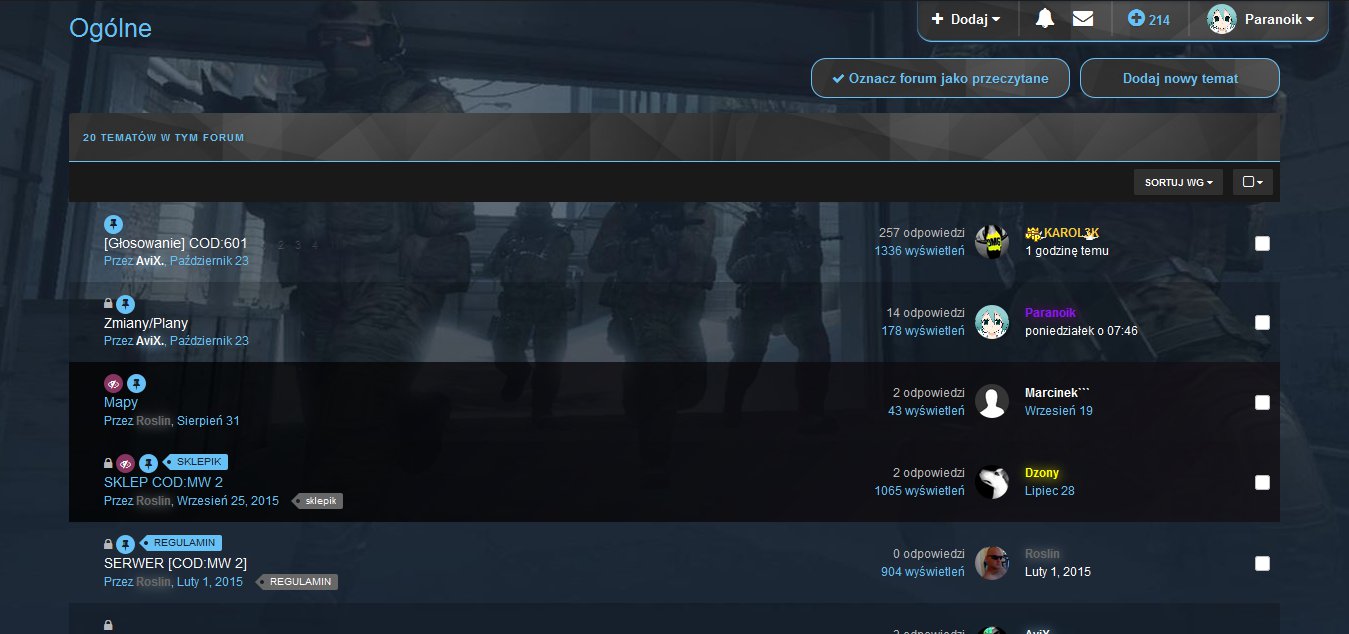 Ogólne
Dodaj
214
Paranoik
Oznacz forum jako przeczytane
Dodaj nowy temat
20 TEMATÓW W TYM FORUM
SORTUJ WG
[Głosowanie] COD:601 2 3 4
Przez AviX., Październik 23
257 odpowiedzi
1336 wyświetleń
KAROL3K
1 godzinę temu
Zmiany/Plany
Przez AviX., Październik 23
14 odpowiedzi
178 wyświetleń
Paranoik
poniedziałek o 07:46
Mapy
Przez Roslin, Sierpień 31
2 odpowiedzi
43 wyświetleń
Marcinek```
Wrzesień 19
SKLEPIK
SKLEP COD:MW 2
Przez Roslin, Wrzesień 25, 2015 sklepik
2 odpowiedzi
1065 wyświetleń
Dzony
Lipiec 28
REGULAMIN
SERWER [COD:MW 2]
Przez Roslin, Luty 1, 2015 REGULAMIN
0 odpowiedzi
904 wyświetleń
Roslin
Luty 1, 2015
2 odpowiedzi
AviX.